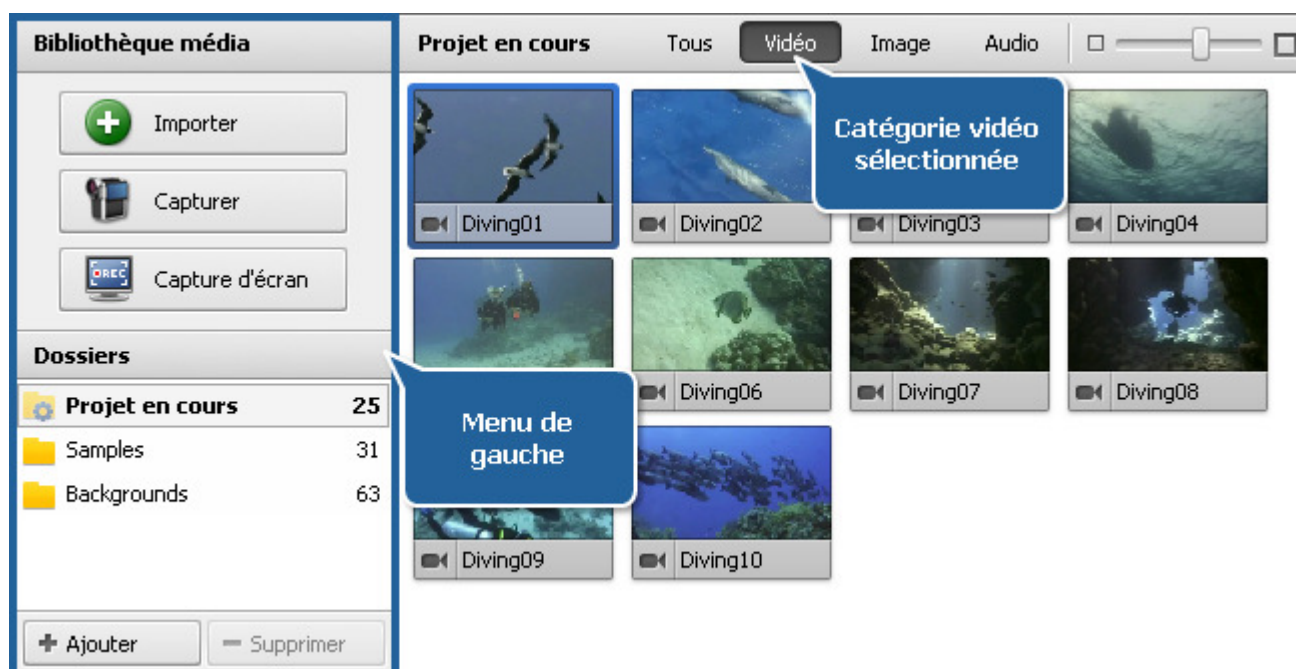 Bibliothèque média
Importer
Capturer
REC
Capture d'écran
Dossiers
Projet en cours 25
Samples 31
Backgrounds 63
Ajouter
Supprimer
Projet en cours Tous Vidéo Image Audio
Catégorie vidéo
sélectionnée
Menu de
gauche
Diving01 Diving02 Diving03 Diving04
Diving06 Diving07 Diving08
Diving09 Diving10